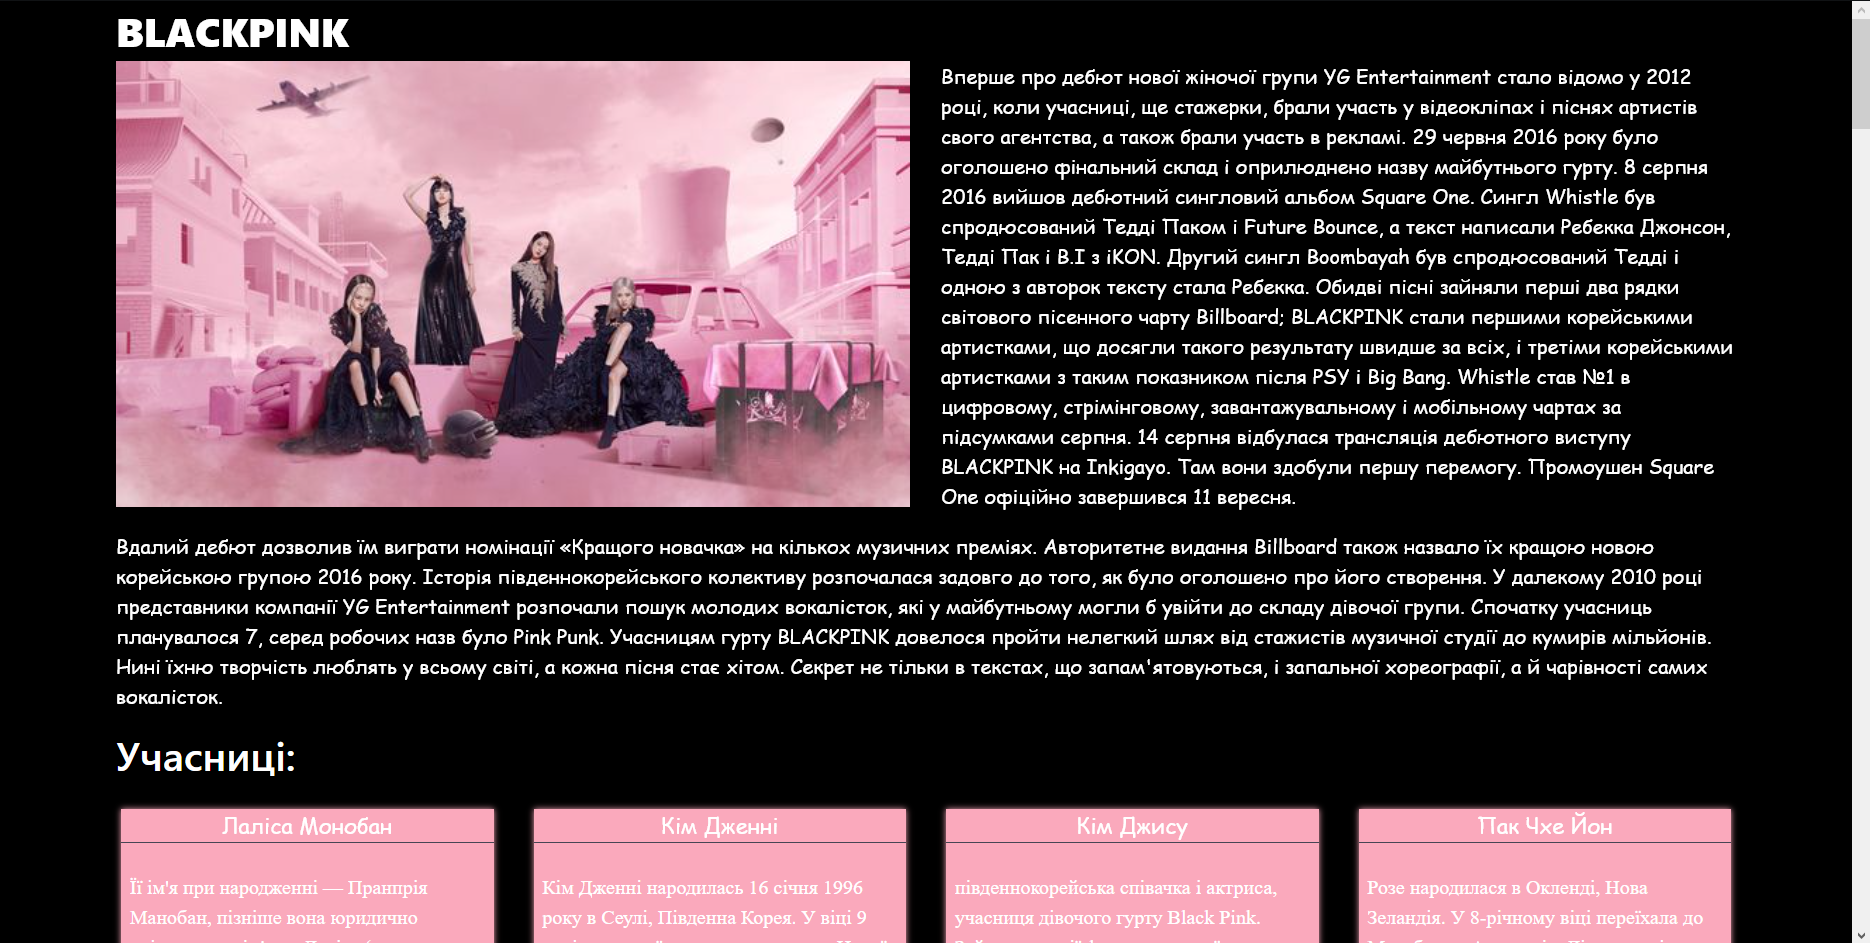 BLACKPINK
Вперше про дебют нової жіночої групи YG Entertainment стало відомо у 2012
році, коли учасниці, ще стажерки, брали участь у відеокліпах і піснях артистів
свого агентства, а також брали участь в рекламі. 29 червня 2016 року було
оголошено фінальний склад і оприлюднено назву майбутнього гурту. 8 серпня
2016 вийшов дебютний сингловий альбом Square One. Сингл Whistle був
спродюсований Тедді Паком і Future Bounce, а текст написали Ребекка Джонсон,
Тедді Пак і B.I з iKON. Другий сингл Boombayah був спродюсований Тедді і
одною з авторок тексту стала Ребекка. Обидві пісні зайняли перші два рядки
світового пісенного чарту Billboard; BLACKPINK стали першими корейськими
артистками, що досягли такого результату швидше за всіх, і третіми корейськими
артистками з таким показником після PSY і Big Bang. Whistle став №1 в
цифровому, стрімінговому, завантажувальному і мобільному чартах за
підсумками серпня. 14 серпня відбулася трансляція дебютного виступу
BLACKPINK на Inkigayo. Там вони здобули першу перемогу. Промоушен Square
One офіційно завершився 11 вересня.
Вдалий дебют дозволив їм виграти номінації «Кращого новачка» на кількох музичних преміях. Авторитетне видання Billboard також назвало їх кращою новою
корейською групою 2016 року. Історія південнокорейського колективу розпочалася задовго до того, як було оголошено про його створення. У далекому 2010 році
представники компанії YG Entertainment розпочали пошук молодих вокалісток, які у майбутньому могли б увійти до складу дівочої групи. Спочатку учасниць
планувалося 7, серед робочих назв було Pink Punk. Учасницям гурту BLACKPINK довелося пройти нелегкий шлях від стажистів музичної студії до кумирів мільйонів.
Нині їхню творчість люблять у всьому світі, а кожна пісня стає хітом. Секрет не тільки в текстах, що запам'ятовуються, і запальної хореографії, а й чарівності самих
вокалісток.
Учасниці:
Лаліса Монобан
Її ім'я при народженні — Пранпрія
Манобан, пізніше вона юридично
Кім Дженні
Кім Дженні народилась 16 січня 1996
року в Сеулі, Південна Корея. У віці 9
Кім Джису
південнокорейська співачка і актриса,
учасниця дівочого гурту Black Pink.
Пак Чхе Йон
Розе народилася в Окленді, Нова
Зеландія. У 8-річному віці переїхала до